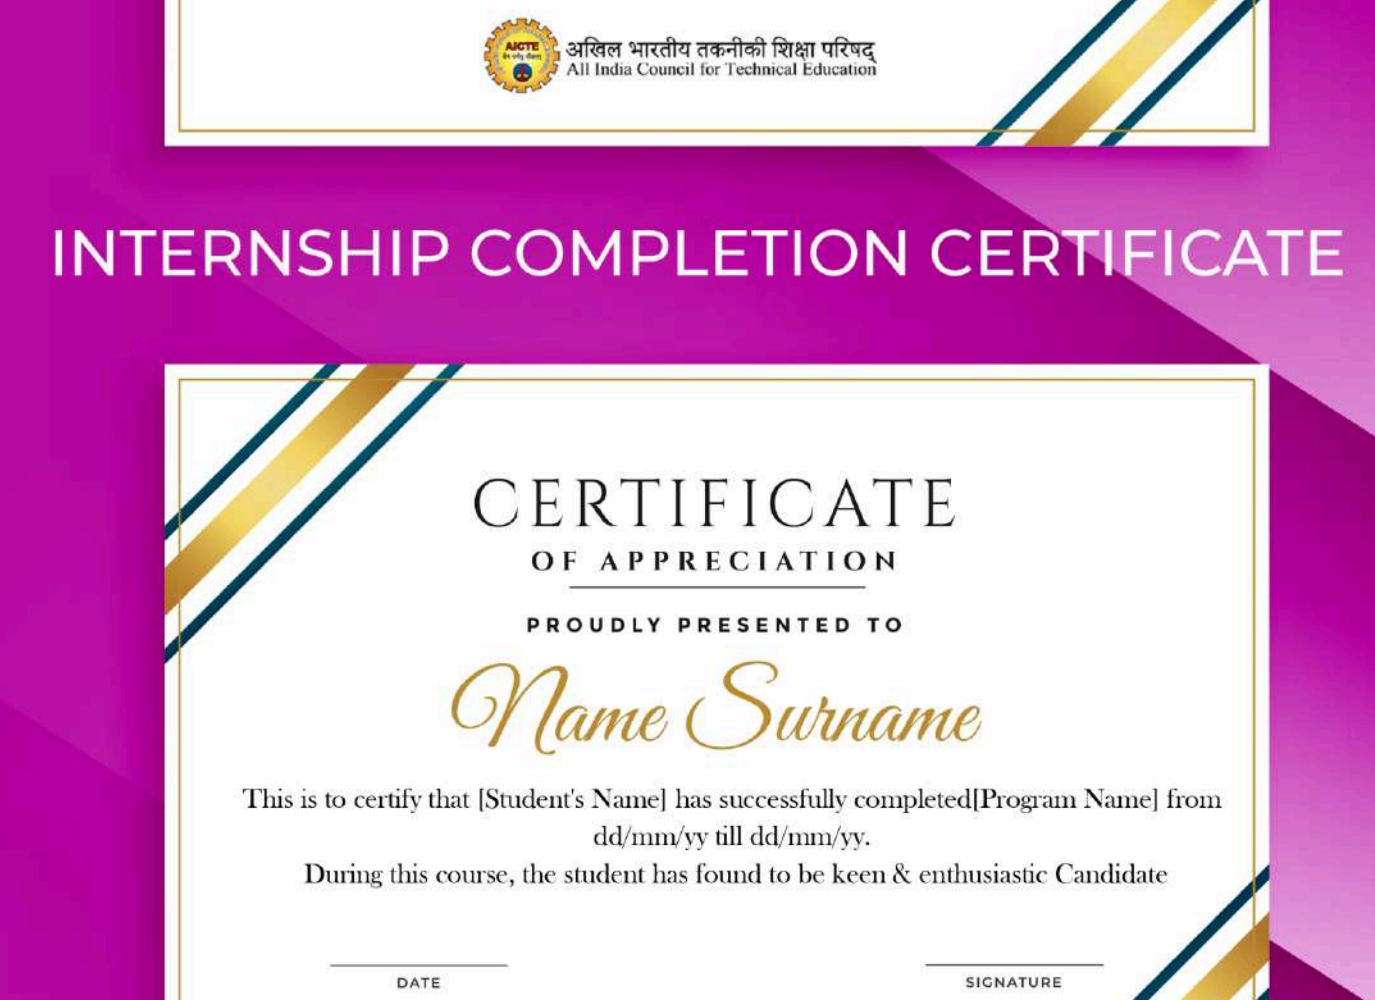 AICTE
अखिल भारतीय तकनीकी शिक्षा परिषद्
All India Council for Technical Education
INTERNSHIP COMPLETION CERTIFICATE
CERTIFICATE
OF APPRECIATION
PROUDLY PRESENTED TO
Name Surname
This is to certify that [Student's Name] has successfully completed[Program Name] from
dd/mm/yy till dd/mm/yy.
During this course, the student has found to be keen & enthusiastic Candidate
DATE
SIGNATURE